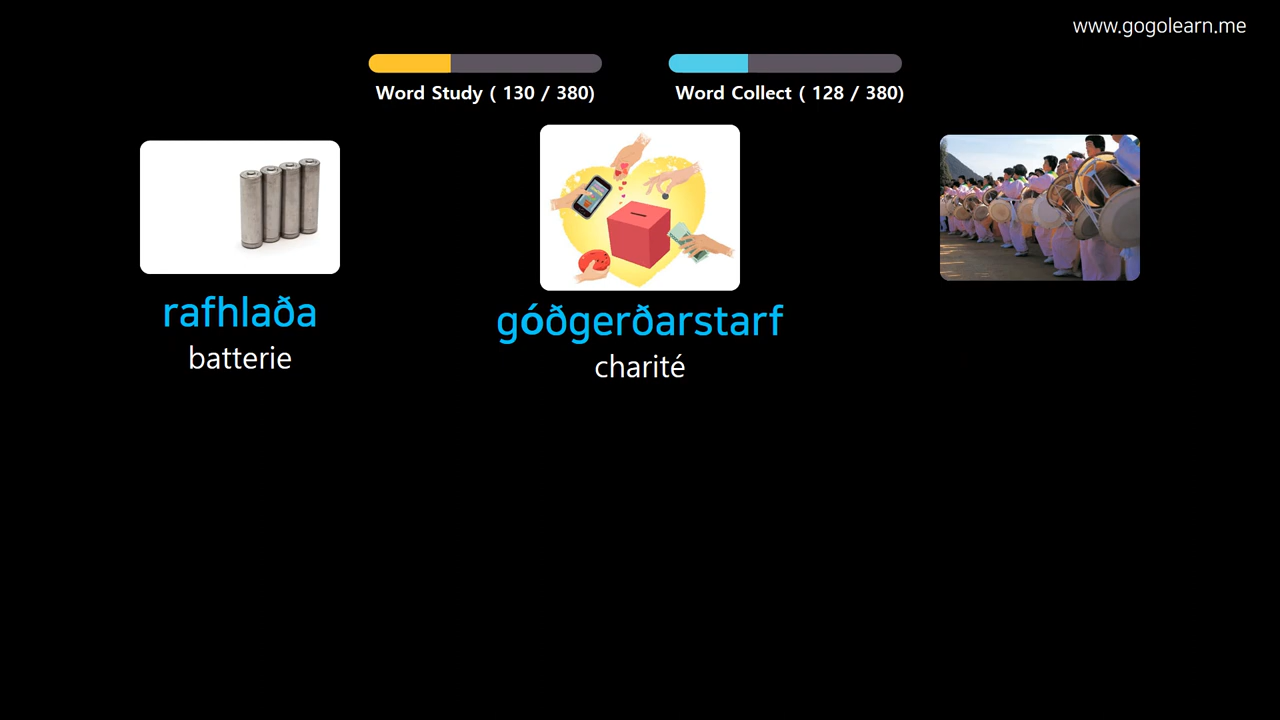 www.gogolearn.me
Word Study ( 130 / 380)
Word Collect ( 128 / 380)
rafhlaða
batterie
góðgerðarstarf
charité